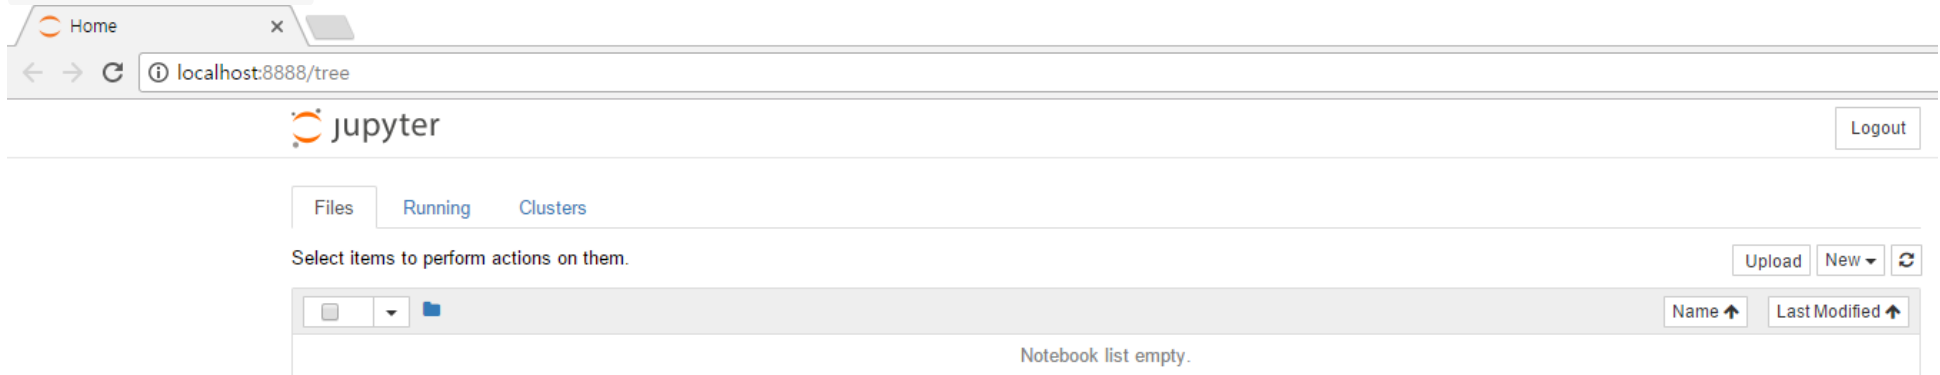 Home
localhost:8888/tree
jupyter
Logout
Files Running Clusters
Select items to perform actions on them.
Upload New
Name Last Modified
Notebook list empty.